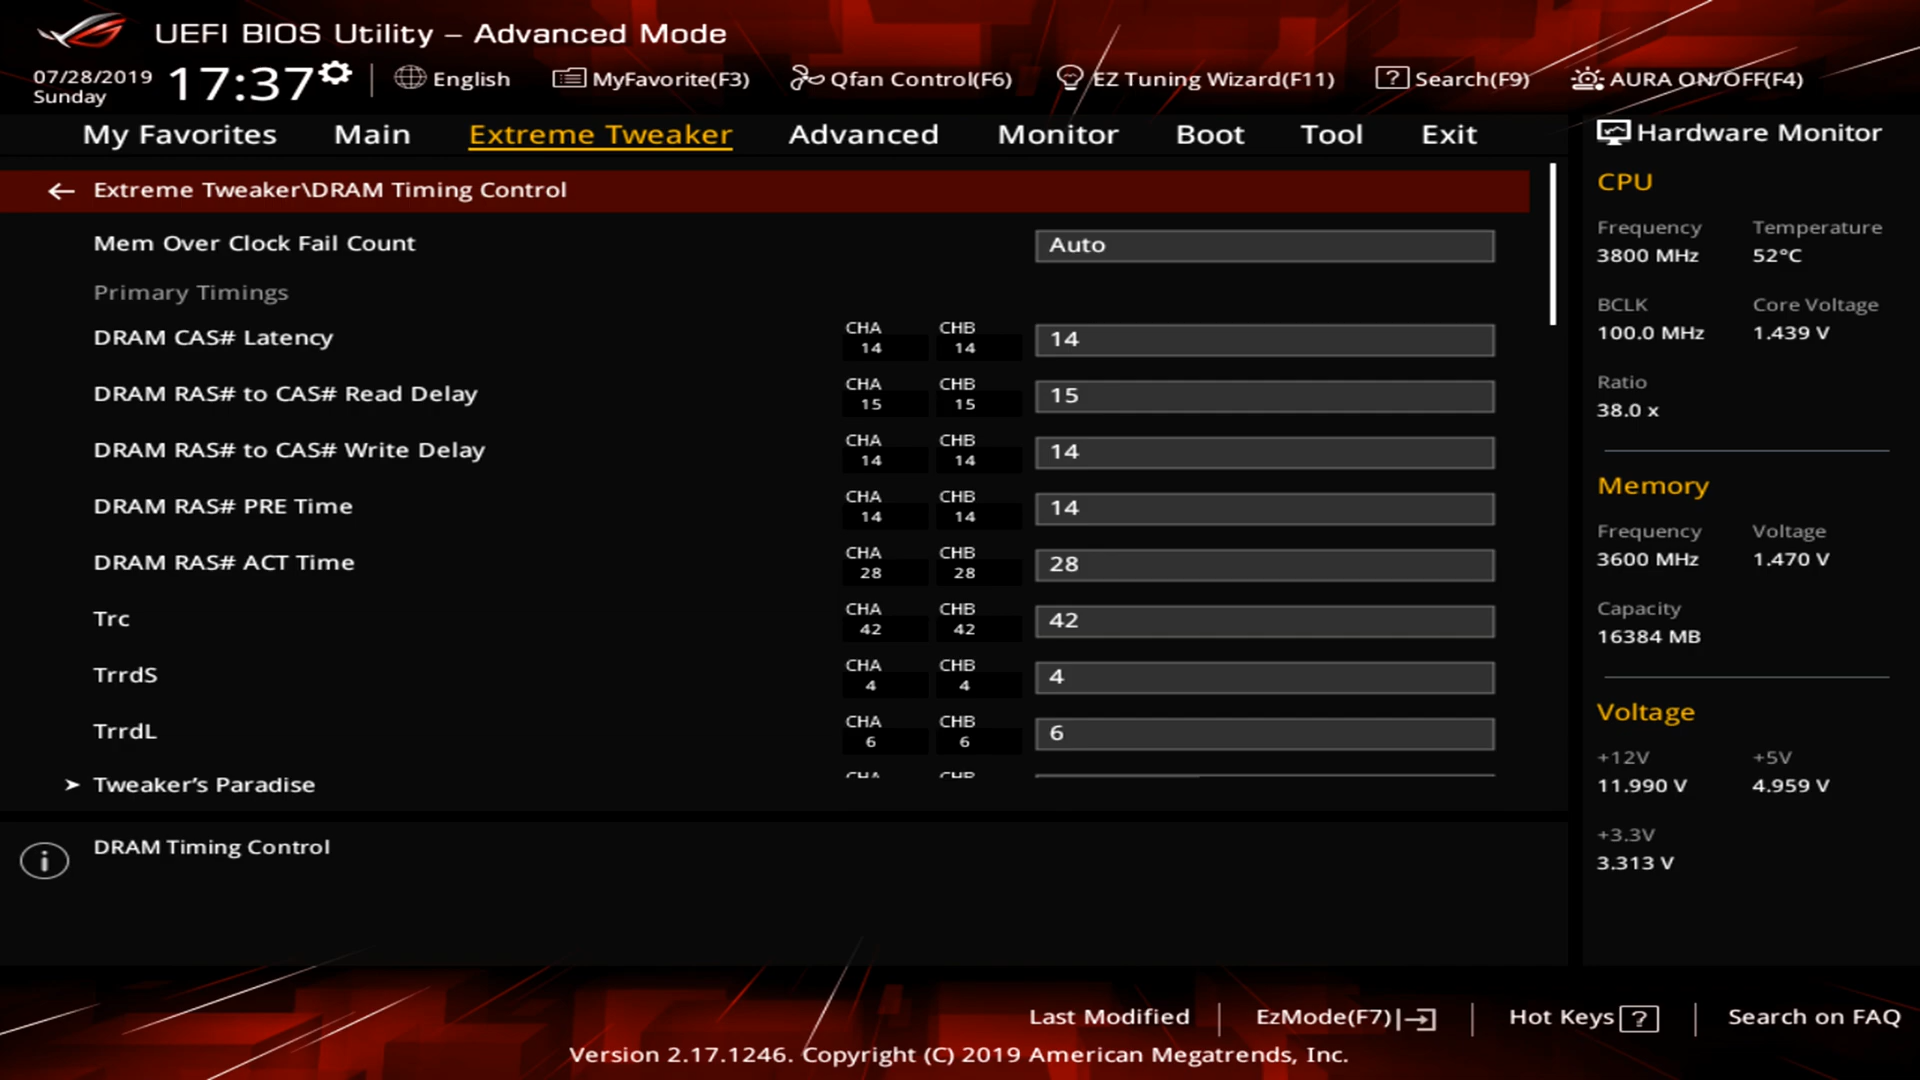 UEFI BIOS Utility – Advanced Mode
07/28/2019
Sunday
17:37
English
MyFavorite(F3)
Qfan Control(F6)
EZ Tuning Wizard(F11)
Search(F9)
AURA ON/OFF(F4)
My Favorites
Main
Extreme Tweaker
Advanced
Monitor
Boot
Tool
Exit
Extreme Tweaker\DRAM Timing Control
Mem Over Clock Fail Count
Auto
Primary Timings
DRAM CAS# Latency
CHA
14
CHB
14
14
DRAM RAS# to CAS# Read Delay
CHA
15
CHB
15
15
DRAM RAS# to CAS# Write Delay
CHA
14
CHB
14
14
DRAM RAS# PRE Time
CHA
14
CHB
14
14
DRAM RAS# ACT Time
CHA
28
CHB
28
28
Trc
CHA
42
CHB
42
42
TrrdS
CHA
4
CHB
4
4
TrrdL
CHA
6
CHB
6
6
CHA
CHB
Tweaker's Paradise
DRAM Timing Control
Hardware Monitor
CPU
Frequency
3800 MHz
Temperature
52°C
BCLK
100.0 MHz
Core Voltage
1.439 V
Ratio
38.0 x
Memory
Frequency
3600 MHz
Voltage
1.470 V
Capacity
16384 MB
Voltage
+12V
11.990 V
+5V
4.959 V
+3.3V
3.313 V
Last Modified
EzMode(F7)
Hot Keys ?
Search on FAQ
Version 2.17.1246. Copyright (C) 2019 American Megatrends, Inc.